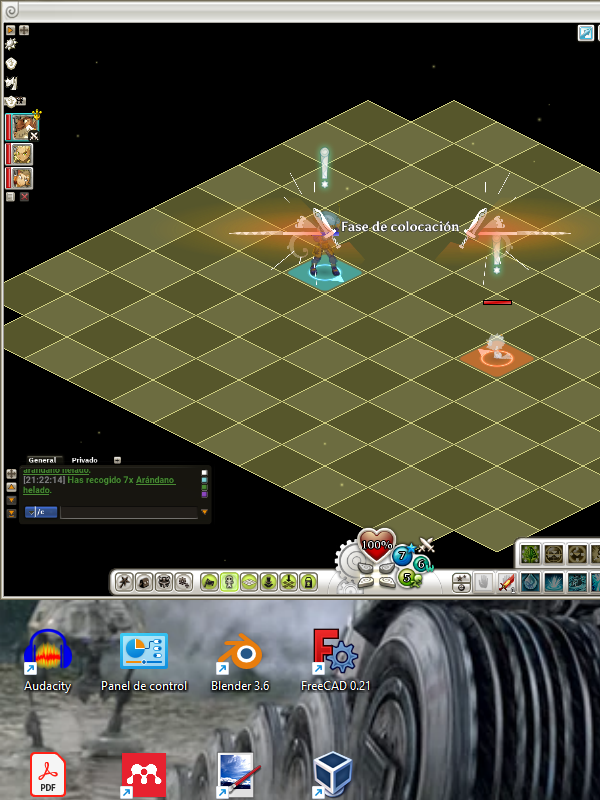 Fase de colocación
General Privado
arándano helado.
[21:22:14] Has recogido 7x Arándano
helado.
/c
100%
7
6
5
Audacity
Panel de control
Blender 3.6
FreeCAD 0.21
PDF